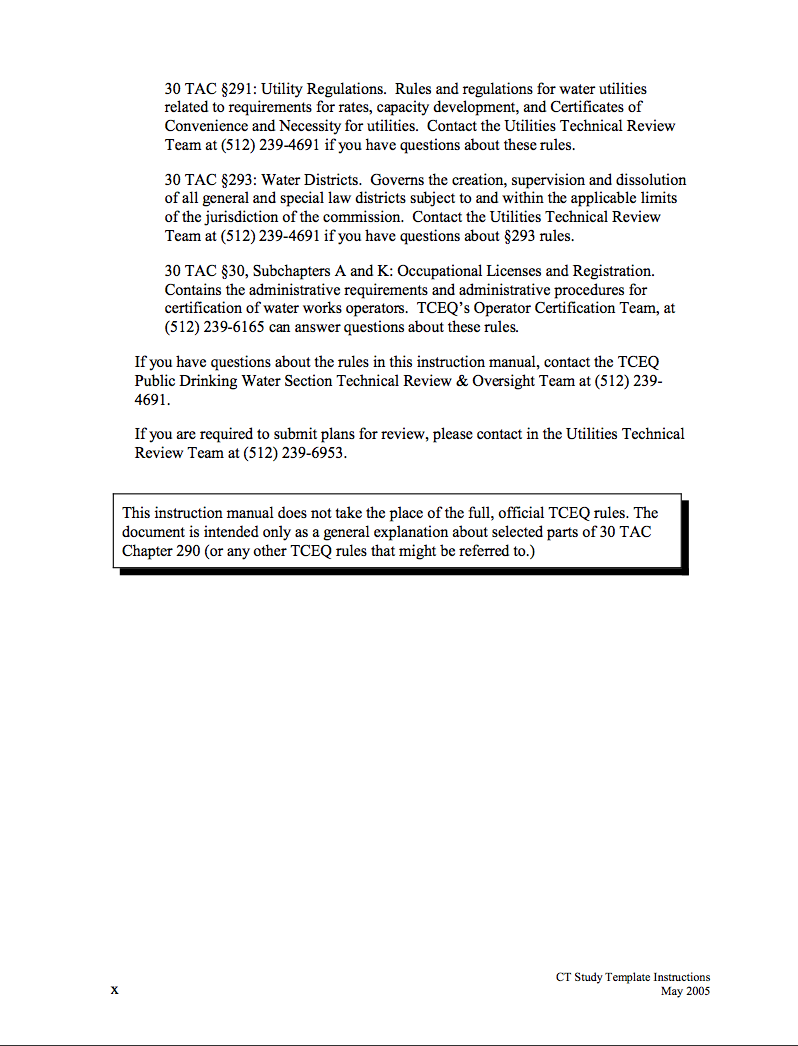 30 TAC §291: Utility Regulations.  Rules and regulations for water utilities
related to requirements for rates, capacity development, and Certificates of
Convenience and Necessity for utilities.  Contact the Utilities Technical Review
Team at (512) 239-4691 if you have questions about these rules.
30 TAC §293: Water Districts.  Governs the creation, supervision and dissolution
of all general and special law districts subject to and within the applicable limits
of the jurisdiction of the commission.  Contact the Utilities Technical Review
Team at (512) 239-4691 if you have questions about §293 rules.
30 TAC §30, Subchapters A and K: Occupational Licenses and Registration.
Contains the administrative requirements and administrative procedures for
certification of water works operators.  TCEQ’s Operator Certification Team, at
(512) 239-6165 can answer questions about these rules.
If you have questions about the rules in this instruction manual, contact the TCEQ
Public Drinking Water Section Technical Review & Oversight Team at (512) 239-
4691.
If you are required to submit plans for review, please contact in the Utilities Technical
Review Team at (512) 239-6953.
This instruction manual does not take the place of the full, official TCEQ rules. The
document is intended only as a general explanation about selected parts of 30 TAC
Chapter 290 (or any other TCEQ rules that might be referred to.)
CT Study Template Instructions
x
May 2005